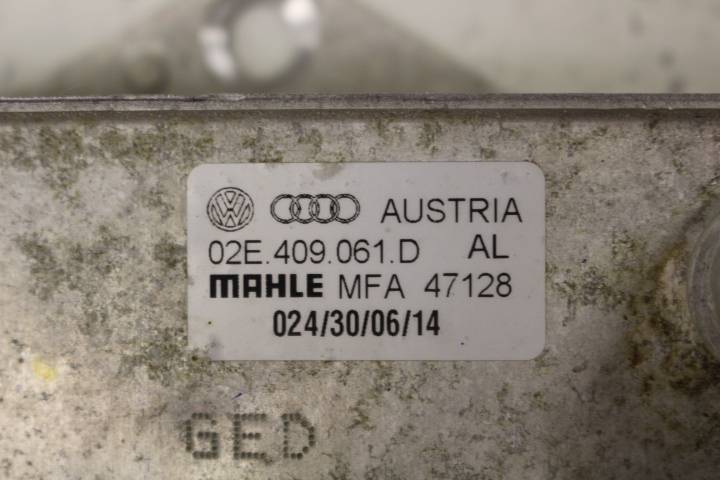 AUSTRIA
02E.409.061.D AL
MAHLE MFA 47128
024/30/06/14
GED